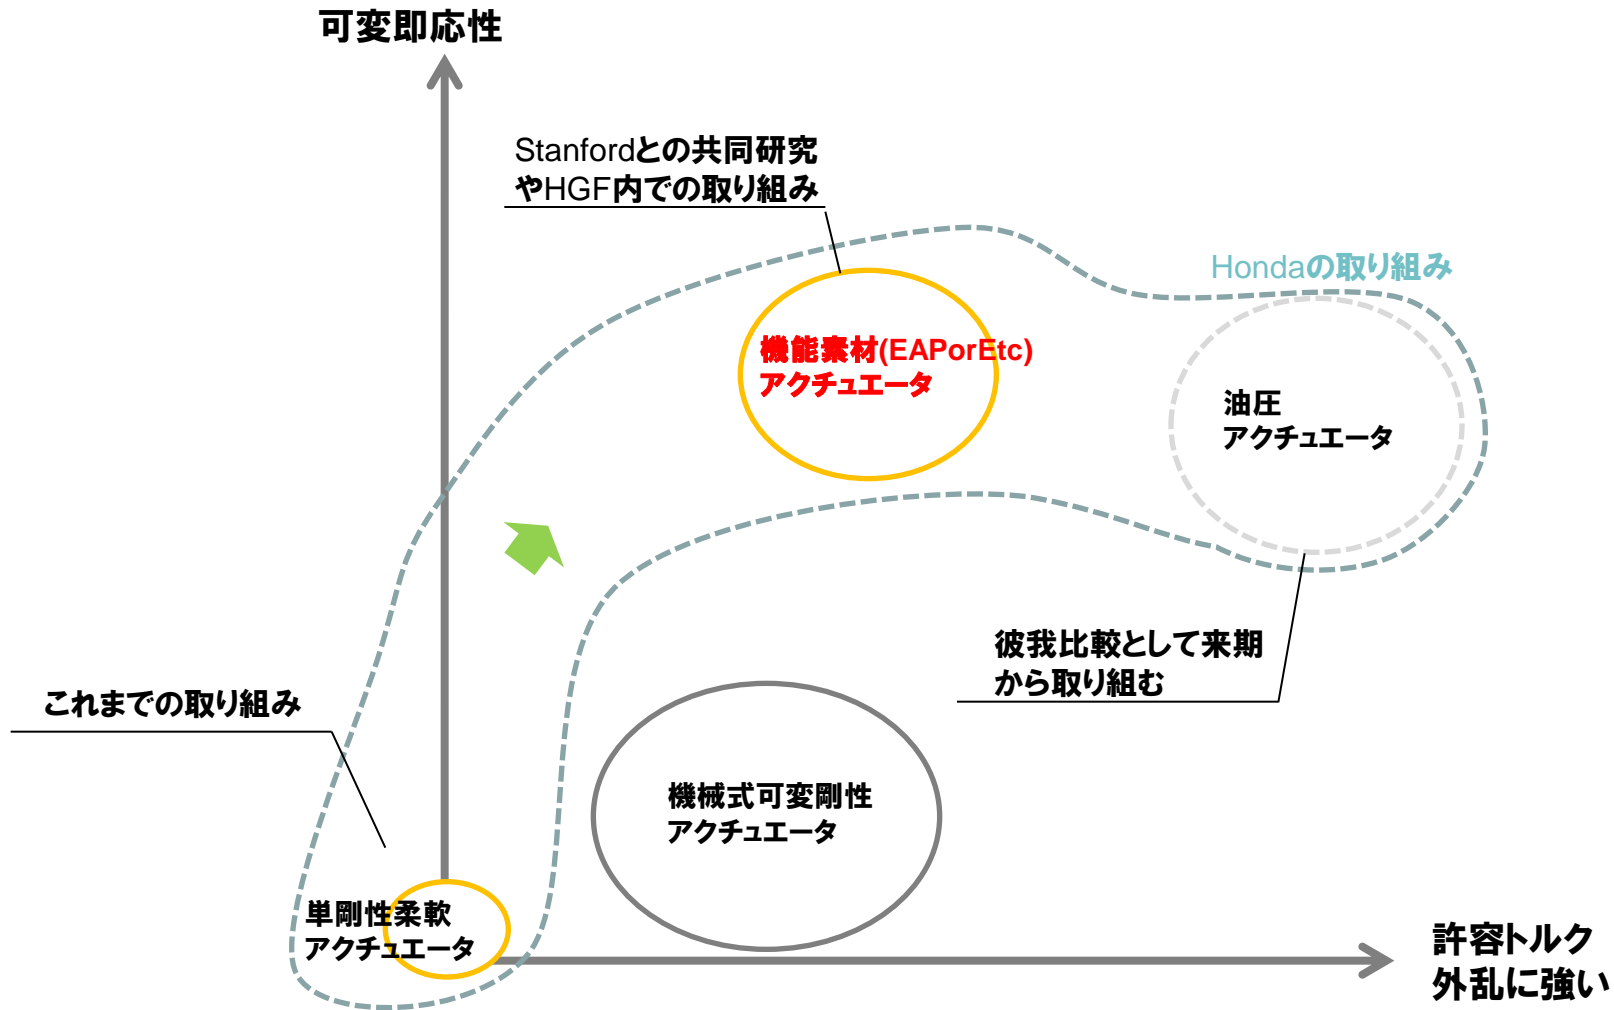 可変即応性
Stanfordとの共同研究
やHGF内での取り組み
Hondaの取り組み
機能素材(EAPorEtc)
アクチュエータ
油圧
アクチュエータ
彼我比較として来期
から取り組む
これまでの取り組み
機械式可変剛性
アクチュエータ
単剛性柔軟
アクチュエータ
許容トルク
外乱に強い